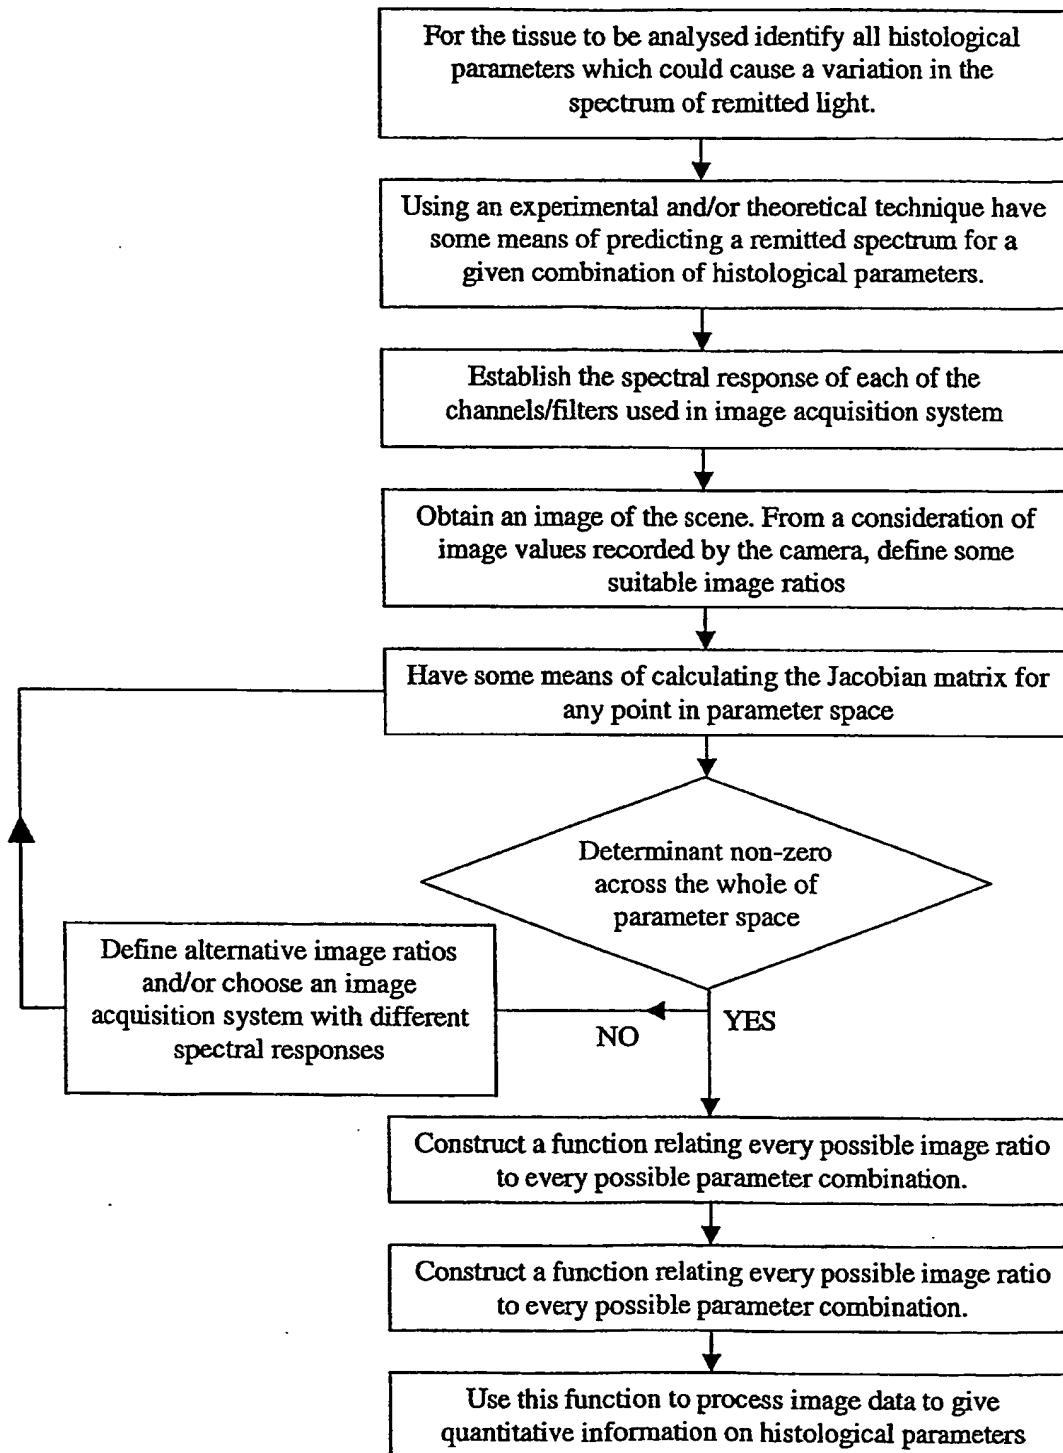 For the tissue to be analysed identify all histological
parameters which could cause a variation in the
spectrum of remitted light.
Using an experimental and/or theoretical technique have
some means of predicting a remitted spectrum for a
given combination of histological parameters.
Establish the spectral response of each of the
channels/filters used in image acquisition system
Obtain an image of the scene. From a consideration of
image values recorded by the camera, define some
suitable image ratios
Have some means of calculating the Jacobian matrix for
any point in parameter space
Determinant non-zero
across the whole of
parameter space
Define alternative image ratios
and/or choose an image
acquisition system with different
spectral responses
NO
YES
Construct a function relating every possible image ratio
to every possible parameter combination.
Construct a function relating every possible image ratio
to every possible parameter combination.
Use this function to process image data to give
quantitative information on histological parameters